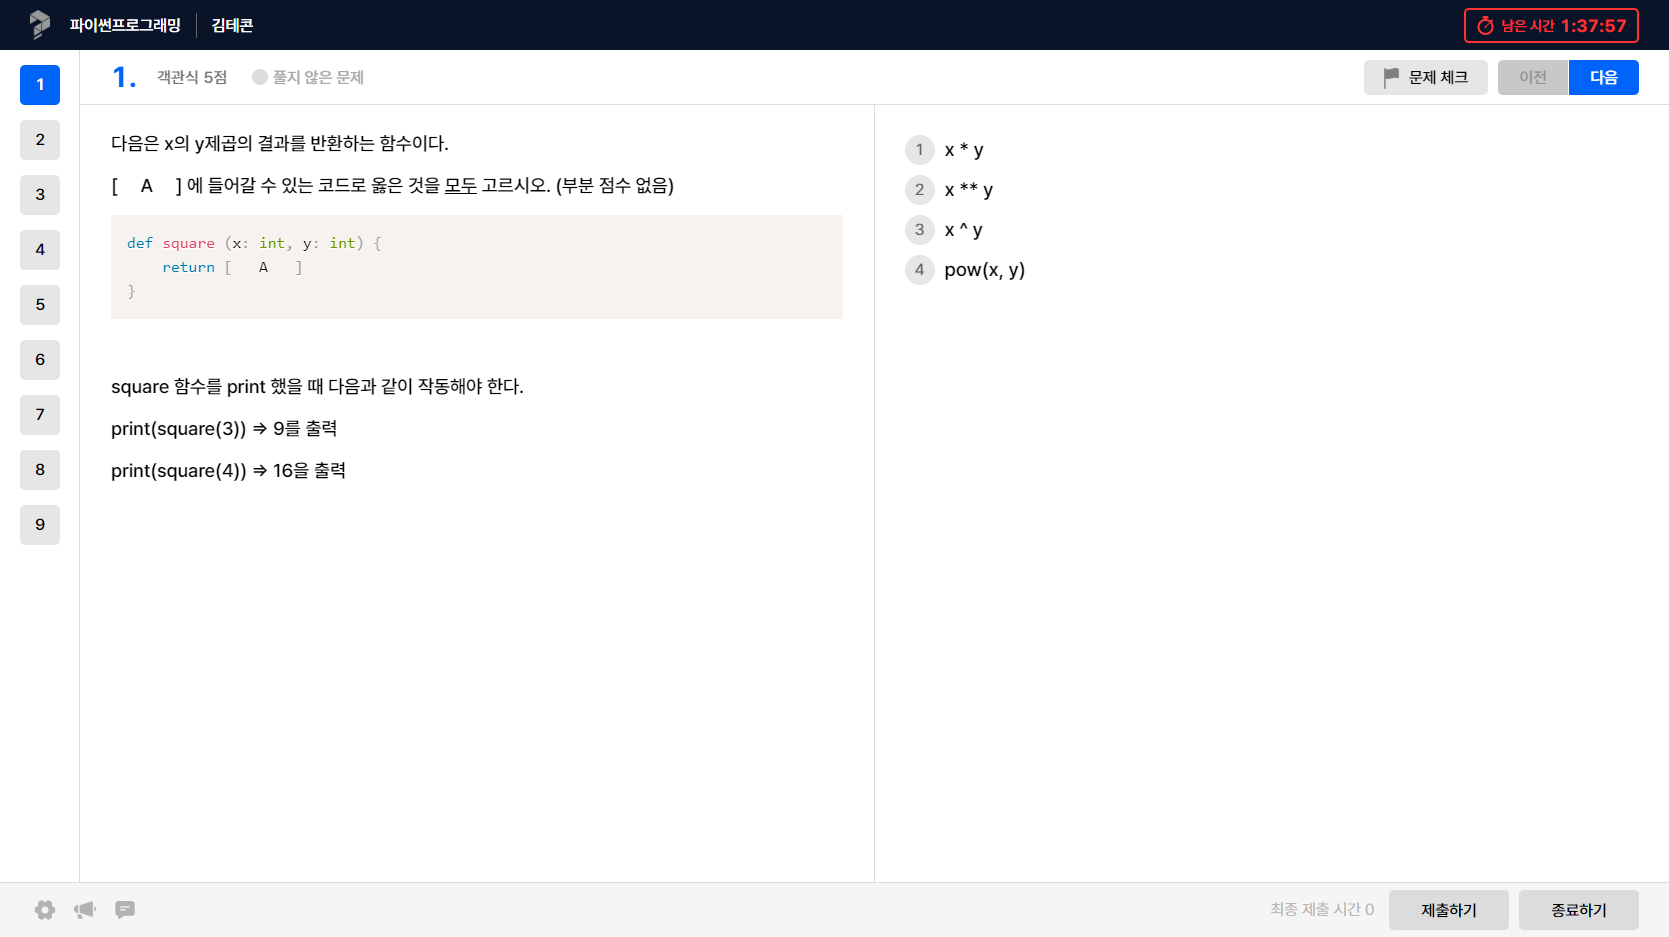 파이썬프로그래밍 김테콘 남은 시간 1:37:57
1. 객관식 5점 풀지 않은 문제 문제 체크 이전 다음
1
2
3
4
5
6
7
8
9
다음은 x의 y제곱의 결과를 반환하는 함수이다.
[ A ] 에 들어갈 수 있는 코드로 옳은 것을 모두 고르시오. (부분 점수 없음)
def square (x: int, y: int) {
    return [   A   ]
}
square 함수를 print 했을 때 다음과 같이 작동해야 한다.
print(square(3)) => 9를 출력
print(square(4)) => 16을 출력
1 x * y
2 x ** y
3 x ^ y
4 pow(x, y)
최종 제출 시간 0 제출하기 종료하기